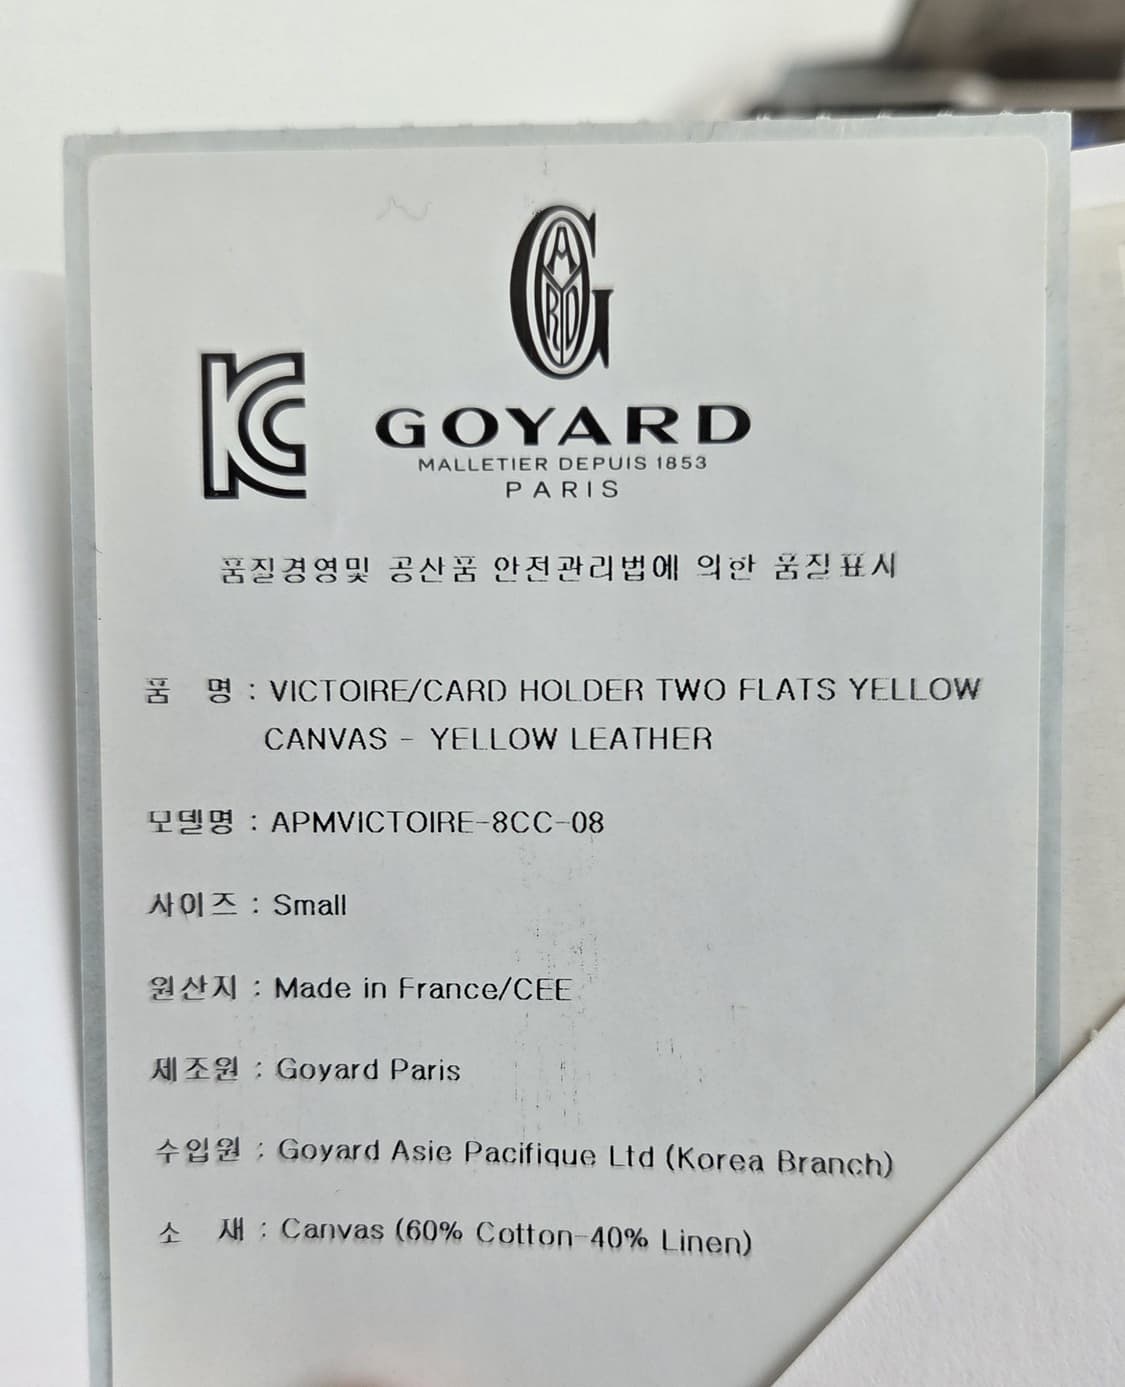 GOYARD
KC
GOYARD
MALLETIER DEPUIS 1853
PARIS
품질경영및 공산품 안전관리법에 의한 품질표시
품 명 : VICTOIRE/CARD HOLDER TWO FLATS YELLOW
CANVAS - YELLOW LEATHER
모델명 : APMVICTOIRE-8CC-08
사이즈 : Small
원산지 : Made in France/CEE
제조원 : Goyard Paris
수입원 : Goyard Asie Pacifique Ltd (Korea Branch)
소 재 : Canvas (60% Cotton-40% Linen)